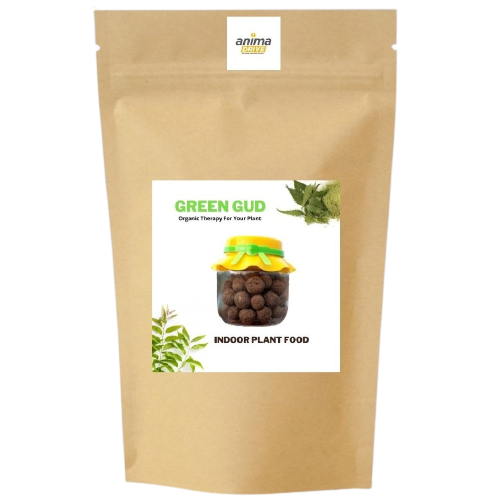 anima
DRIVE
GREEN GUD
Organic Therapy For Your Plant
INDOOR PLANT FOOD